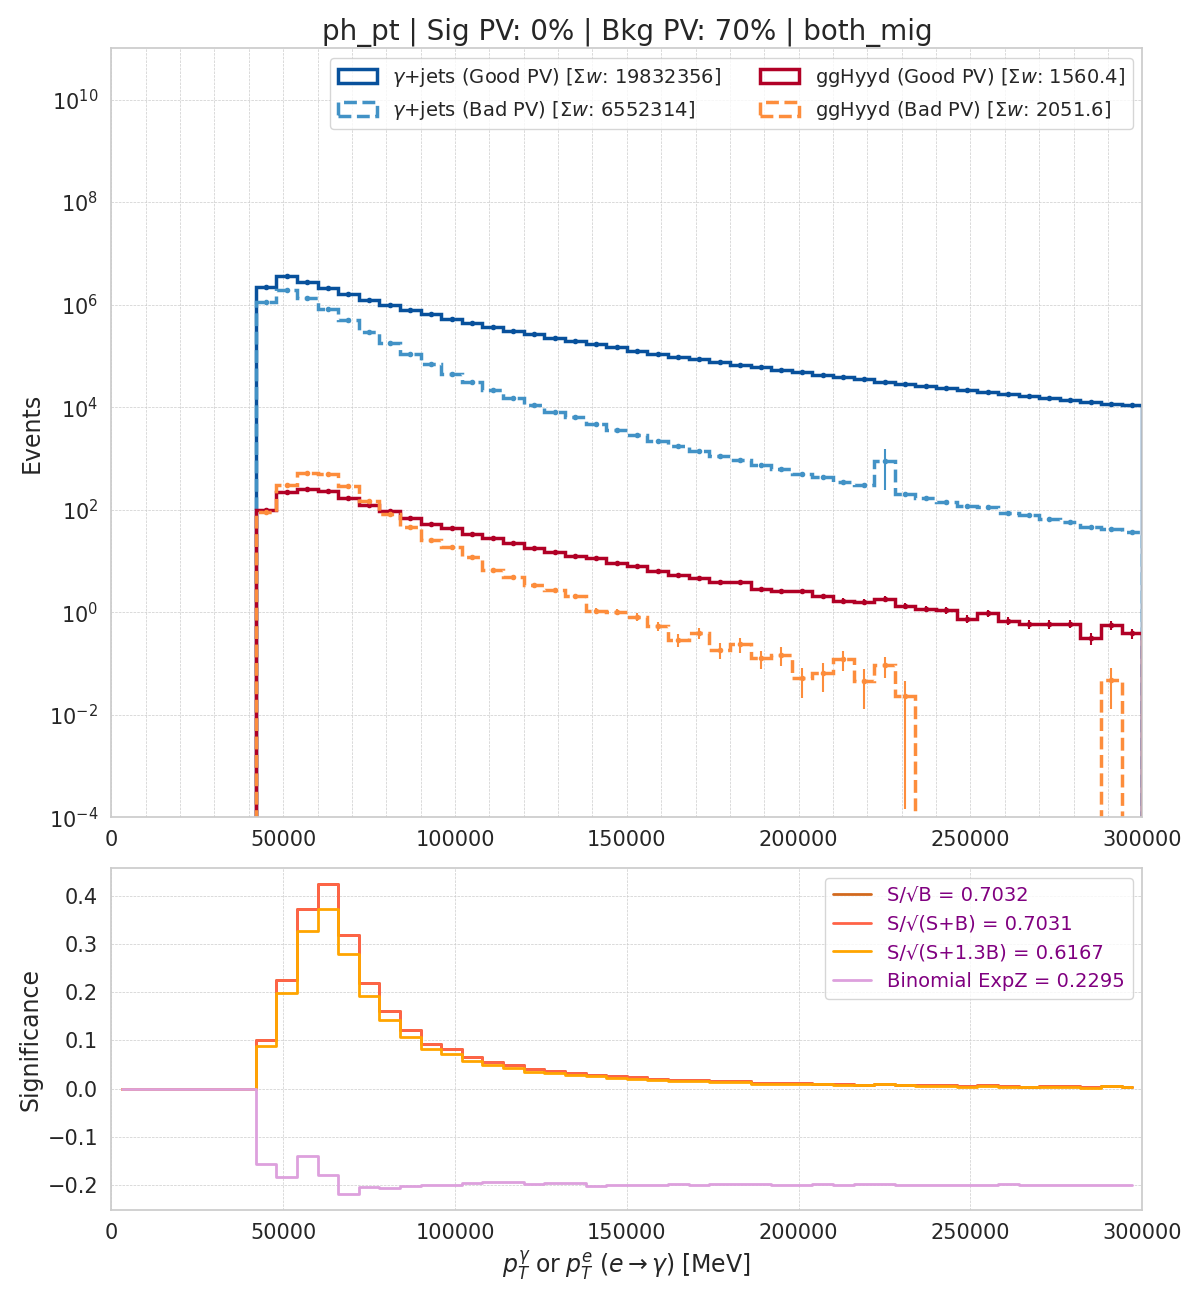 ph_pt | Sig PV: 0% | Bkg PV: 70% | both_mig
γ+jets (Good PV) [Σw: 19832356]
γ+jets (Bad PV) [Σw: 6552314]
ggHyyd (Good PV) [Σw: 1560.4]
ggHyyd (Bad PV) [Σw: 2051.6]
Events
10^10
10^8
10^6
10^4
10^2
10^0
10^−2
10^−4
0 50000 100000 150000 200000 250000 300000
S/√B = 0.7032
S/√(S+B) = 0.7031
S/√(S+1.3B) = 0.6167
Binomial ExpZ = 0.2295
Significance
0.4
0.3
0.2
0.1
0.0
−0.1
−0.2
0 50000 100000 150000 200000 250000 300000
p_T^γ or p_T^e (e→γ) [MeV]